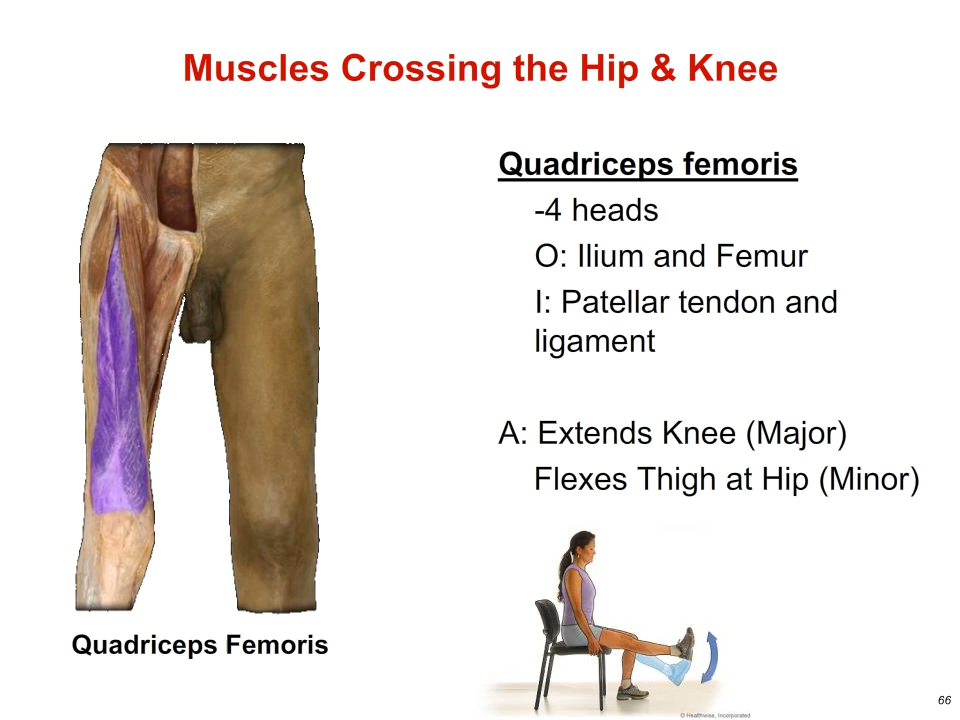 Muscles Crossing the Hip & Knee
Quadriceps femoris
-4 heads
O: Ilium and Femur
I: Patellar tendon and
ligament
A: Extends Knee (Major)
Flexes Thigh at Hip (Minor)
Quadriceps Femoris
© Healthwise, Incorporated
66